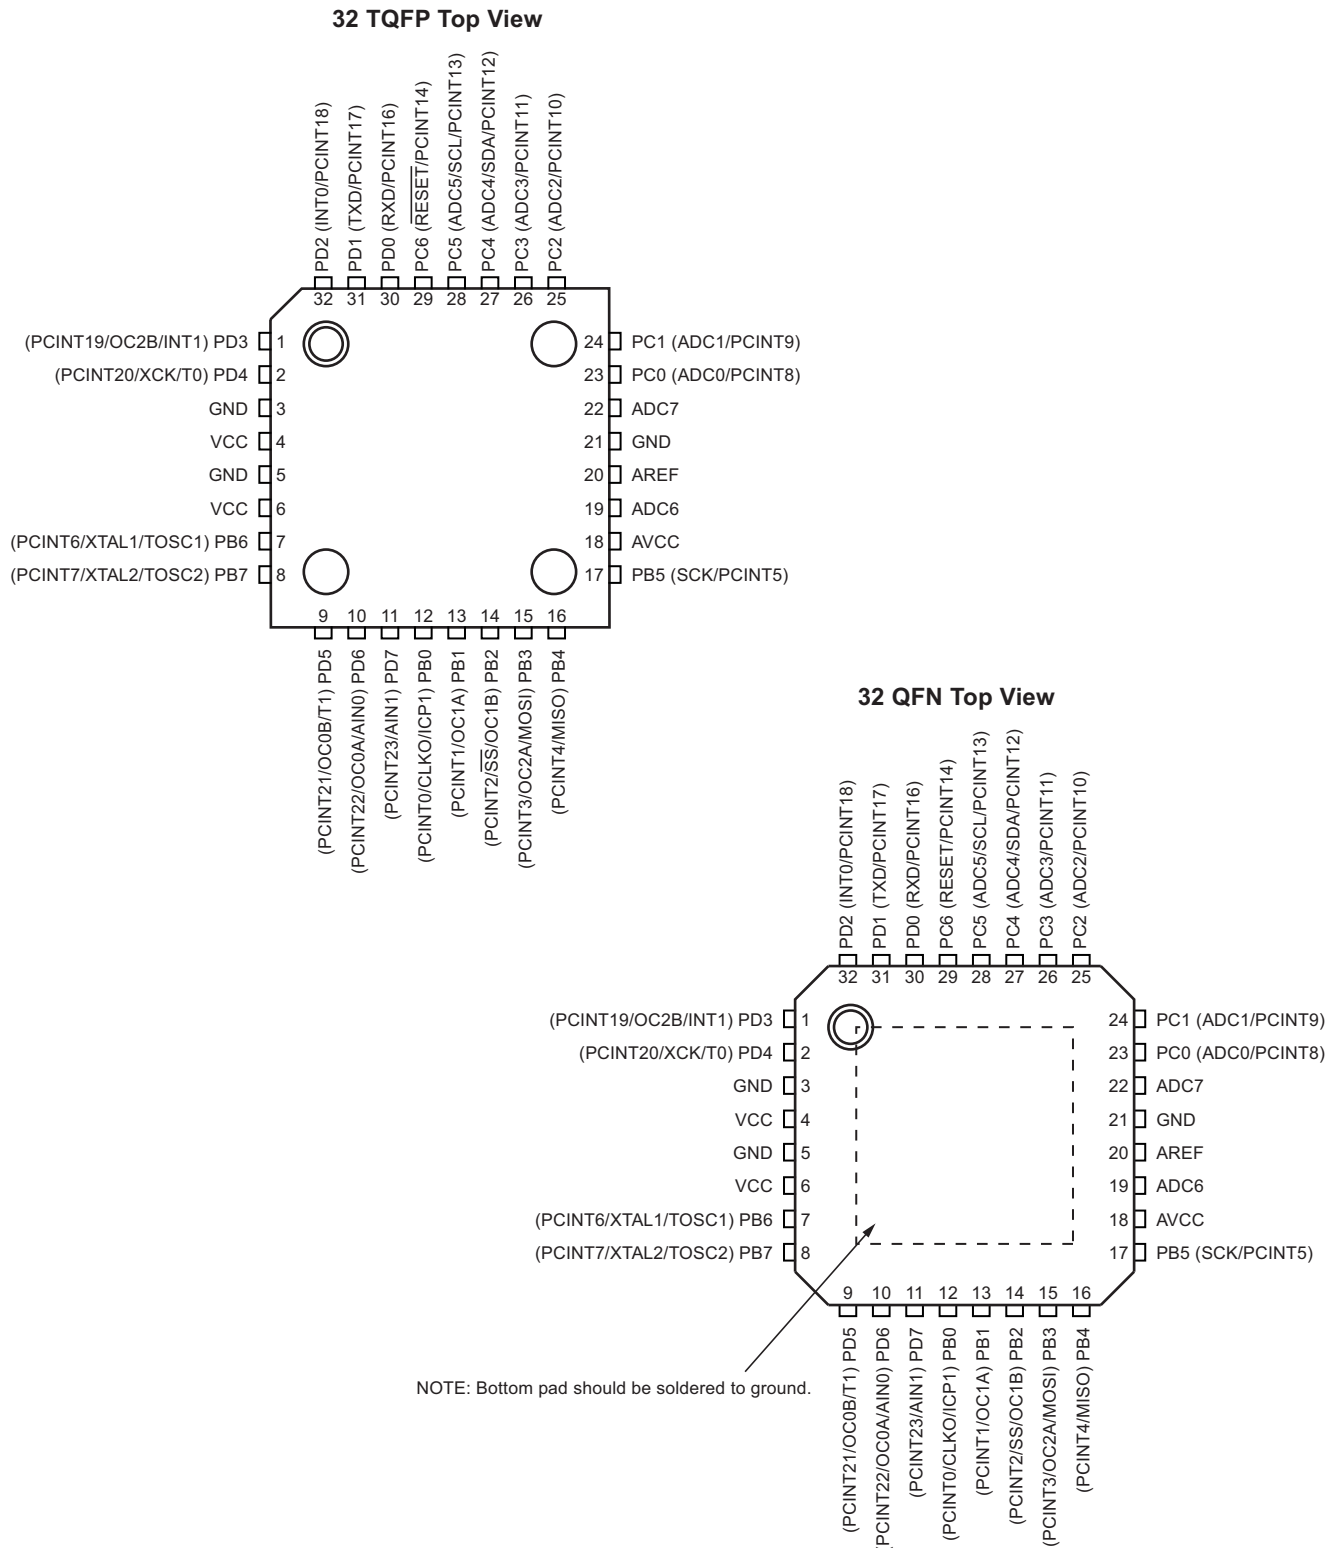 32 TQFP Top View
PD2 (INT0/PCINT18)
PD1 (TXD/PCINT17)
PD0 (RXD/PCINT16)
PC6 (RESET/PCINT14)
PC5 (ADC5/SCL/PCINT13)
PC4 (ADC4/SDA/PCINT12)
PC3 (ADC3/PCINT11)
PC2 (ADC2/PCINT10)
32 31 30 29 28 27 26 25
(PCINT19/OC2B/INT1) PD3 1
(PCINT20/XCK/T0) PD4 2
GND 3
VCC 4
GND 5
VCC 6
(PCINT6/XTAL1/TOSC1) PB6 7
(PCINT7/XTAL2/TOSC2) PB7 8
24 PC1 (ADC1/PCINT9)
23 PC0 (ADC0/PCINT8)
22 ADC7
21 GND
20 AREF
19 ADC6
18 AVCC
17 PB5 (SCK/PCINT5)
9 10 11 12 13 14 15 16
(PCINT21/OC0B/T1) PD5
(PCINT22/OC0A/AIN0) PD6
(PCINT23/AIN1) PD7
(PCINT0/CLKO/ICP1) PB0
(PCINT1/OC1A) PB1
(PCINT2/SS/OC1B) PB2
(PCINT3/OC2A/MOSI) PB3
(PCINT4/MISO) PB4
32 QFN Top View
PD2 (INT0/PCINT18)
PD1 (TXD/PCINT17)
PD0 (RXD/PCINT16)
PC6 (RESET/PCINT14)
PC5 (ADC5/SCL/PCINT13)
PC4 (ADC4/SDA/PCINT12)
PC3 (ADC3/PCINT11)
PC2 (ADC2/PCINT10)
32 31 30 29 28 27 26 25
(PCINT19/OC2B/INT1) PD3 1
(PCINT20/XCK/T0) PD4 2
GND 3
VCC 4
GND 5
VCC 6
(PCINT6/XTAL1/TOSC1) PB6 7
(PCINT7/XTAL2/TOSC2) PB7 8
24 PC1 (ADC1/PCINT9)
23 PC0 (ADC0/PCINT8)
22 ADC7
21 GND
20 AREF
19 ADC6
18 AVCC
17 PB5 (SCK/PCINT5)
9 10 11 12 13 14 15 16
NOTE: Bottom pad should be soldered to ground.
(PCINT21/OC0B/T1) PD5
(PCINT22/OC0A/AIN0) PD6
(PCINT23/AIN1) PD7
(PCINT0/CLKO/ICP1) PB0
(PCINT1/OC1A) PB1
(PCINT2/SS/OC1B) PB2
(PCINT3/OC2A/MOSI) PB3
(PCINT4/MISO) PB4